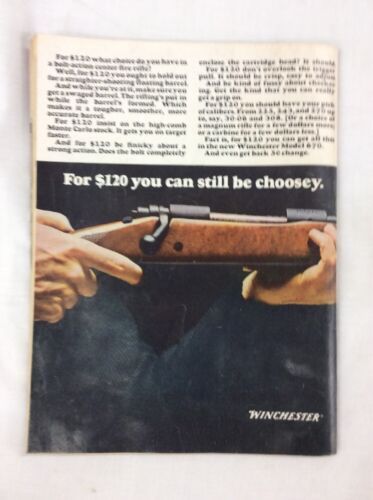 For $120 what choice do you have in
a bolt-action center fire rifle?
Well, for $120 you ought to hold out
for a straighter-shooting floating barrel.
And while you're at it, make sure you
get a swaged barrel. The rifling's put in
while the barrel's formed. Which
makes it a tougher, smoother, more
accurate barrel.
For $120 insist on the high-comb
Monte Carlo stock. It gets you on target
faster.
And for $120 be finicky about a
strong action. Does the bolt completely
enclose the cartridge head? It should
For $120 don't overlook the trigger
pull. It should be crisp, easy to adjust
And be kind of fussy about checker-
ing. Get the kind that you can really
get a grip on.
For $120 you should have your pick
of calibers. From 225, 243, and 270 up
to, say, 30-06 and 308. (Or a choice of
a magnum rifle for a few dollars more,
or a carbine for a few dollars less.)
Fact is, for $120 you can get all this
in the new Winchester Model 670.
And even get back 5¢ change.
For $120 you can still be choosey.
WINCHESTER